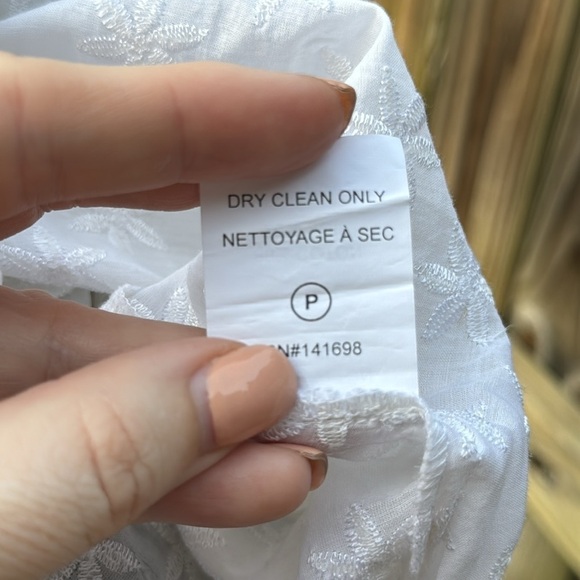 DRY CLEAN ONLY
NETTOYAGE À SEC
P
N#141698